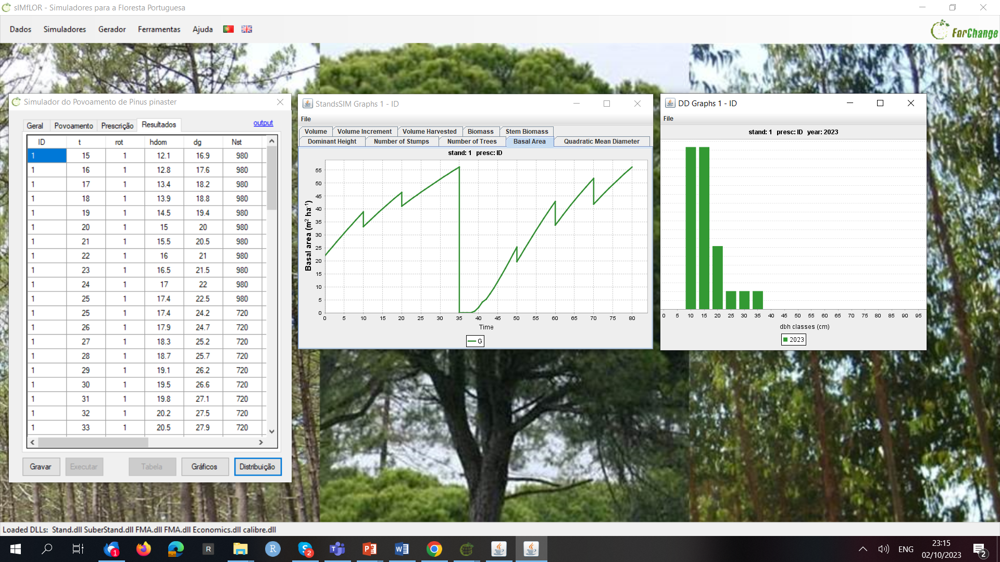 sIMfLOR - Simuladores para a Floresta Portuguesa
Dados Simuladores Gerador Ferramentas Ajuda
ForChange
Simulador do Povoamento de Pinus pinaster
Geral Povoamento Prescrição Resultados output
ID t rot hdom dg Nst
1 15 1 12.1 16.9 980
1 16 1 12.8 17.6 980
1 17 1 13.4 18.2 980
1 18 1 13.9 18.8 980
1 19 1 14.5 19.4 980
1 20 1 15 20 980
1 21 1 15.5 20.5 980
1 22 1 16 21 980
1 23 1 16.5 21.5 980
1 24 1 17 22 980
1 25 1 17.4 22.5 980
1 25 1 17.4 24.2 720
1 26 1 17.9 24.7 720
1 27 1 18.3 25.2 720
1 28 1 18.7 25.7 720
1 29 1 19.1 26.2 720
1 30 1 19.5 26.6 720
1 31 1 19.8 27.1 720
1 32 1 20.2 27.5 720
1 33 1 20.5 27.9 720
Gravar Executar Tabela Gráficos Distribuição
StandsSIM Graphs 1 - ID
File
Volume Volume Increment Volume Harvested Biomass Stem Biomass
Dominant Height Number of Stumps Number of Trees Basal Area Quadratic Mean Diameter
stand: 1 presc: ID
Basal area (m² ha⁻¹)
55
50
45
40
35
30
25
20
15
10
5
0
0 5 10 15 20 25 30 35 40 45 50 55 60 65 70 75 80
Time
G
DD Graphs 1 - ID
File
stand: 1 presc: ID year: 2023
0 5 10 15 20 25 30 35 40 45 50 55 60 65 70 75 80 85 90 95
dbh classes (cm)
2023
Loaded DLLs: Stand.dll SuberStand.dll FMA.dll FMA.dll Economics.dll calibre.dll
1
R
R
2
ENG
23:15
02/10/2023
2